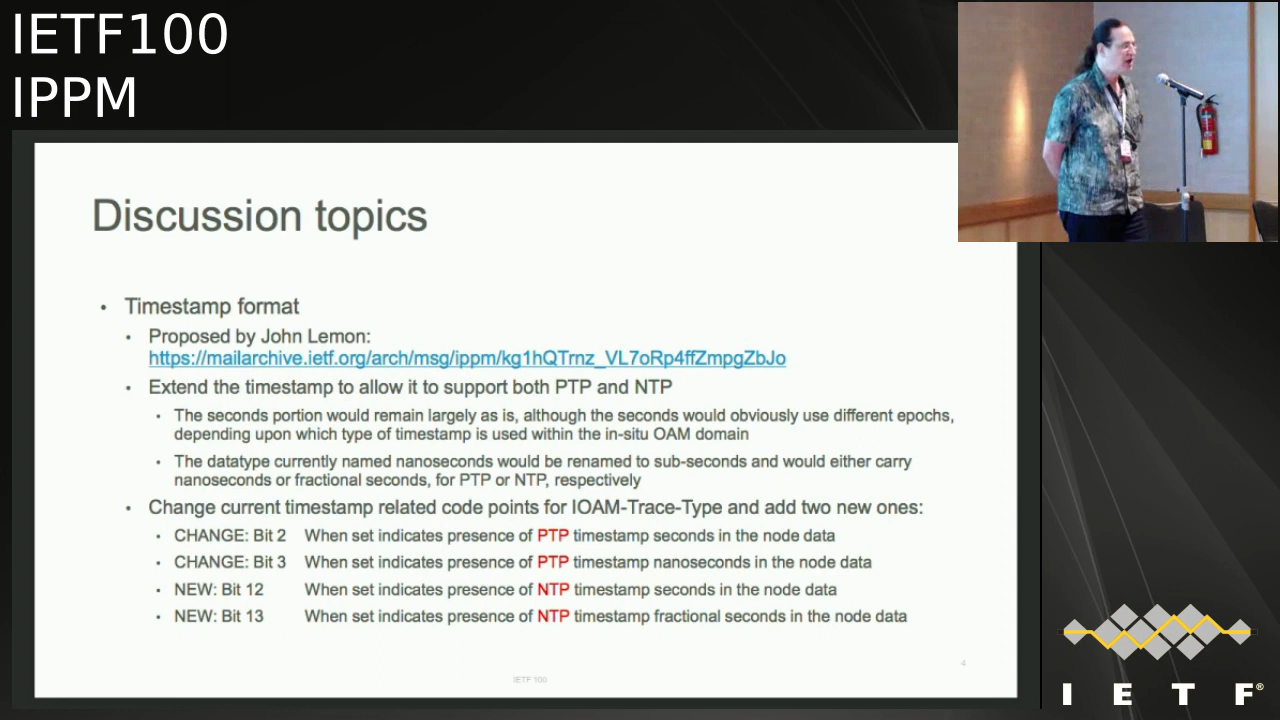 IETF100
IPPM
Discussion topics
• Timestamp format
• Proposed by John Lemon:
https://mailarchive.ietf.org/arch/msg/ippm/kg1hQTrnz_VL7oRp4ffZmpgZbJo
• Extend the timestamp to allow it to support both PTP and NTP
• The seconds portion would remain largely as is, although the seconds would obviously use different epochs,
depending upon which type of timestamp is used within the in-situ OAM domain
• The datatype currently named nanoseconds would be renamed to sub-seconds and would either carry
nanoseconds or fractional seconds, for PTP or NTP, respectively
• Change current timestamp related code points for IOAM-Trace-Type and add two new ones:
• CHANGE: Bit 2 When set indicates presence of PTP timestamp seconds in the node data
• CHANGE: Bit 3 When set indicates presence of PTP timestamp nanoseconds in the node data
• NEW: Bit 12 When set indicates presence of NTP timestamp seconds in the node data
• NEW: Bit 13 When set indicates presence of NTP timestamp fractional seconds in the node data
4
IETF 100
I E T F®